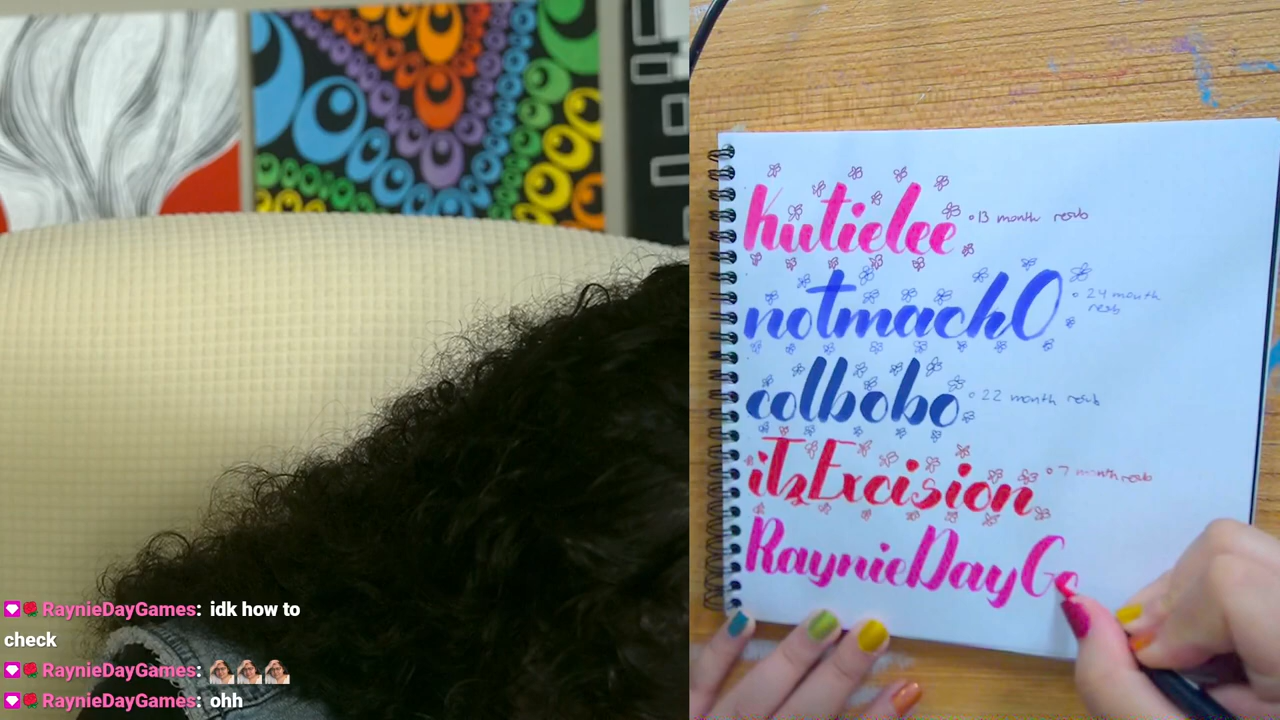 RaynieDayGames: idk how to
check
RaynieDayGames:
RaynieDayGames: ohh
Kutielee
• 13 month resub
notmachO
• 24 month
resub
colbobo
• 22 month resub
itzExcision
• 7 month resub
RaynieDayGa